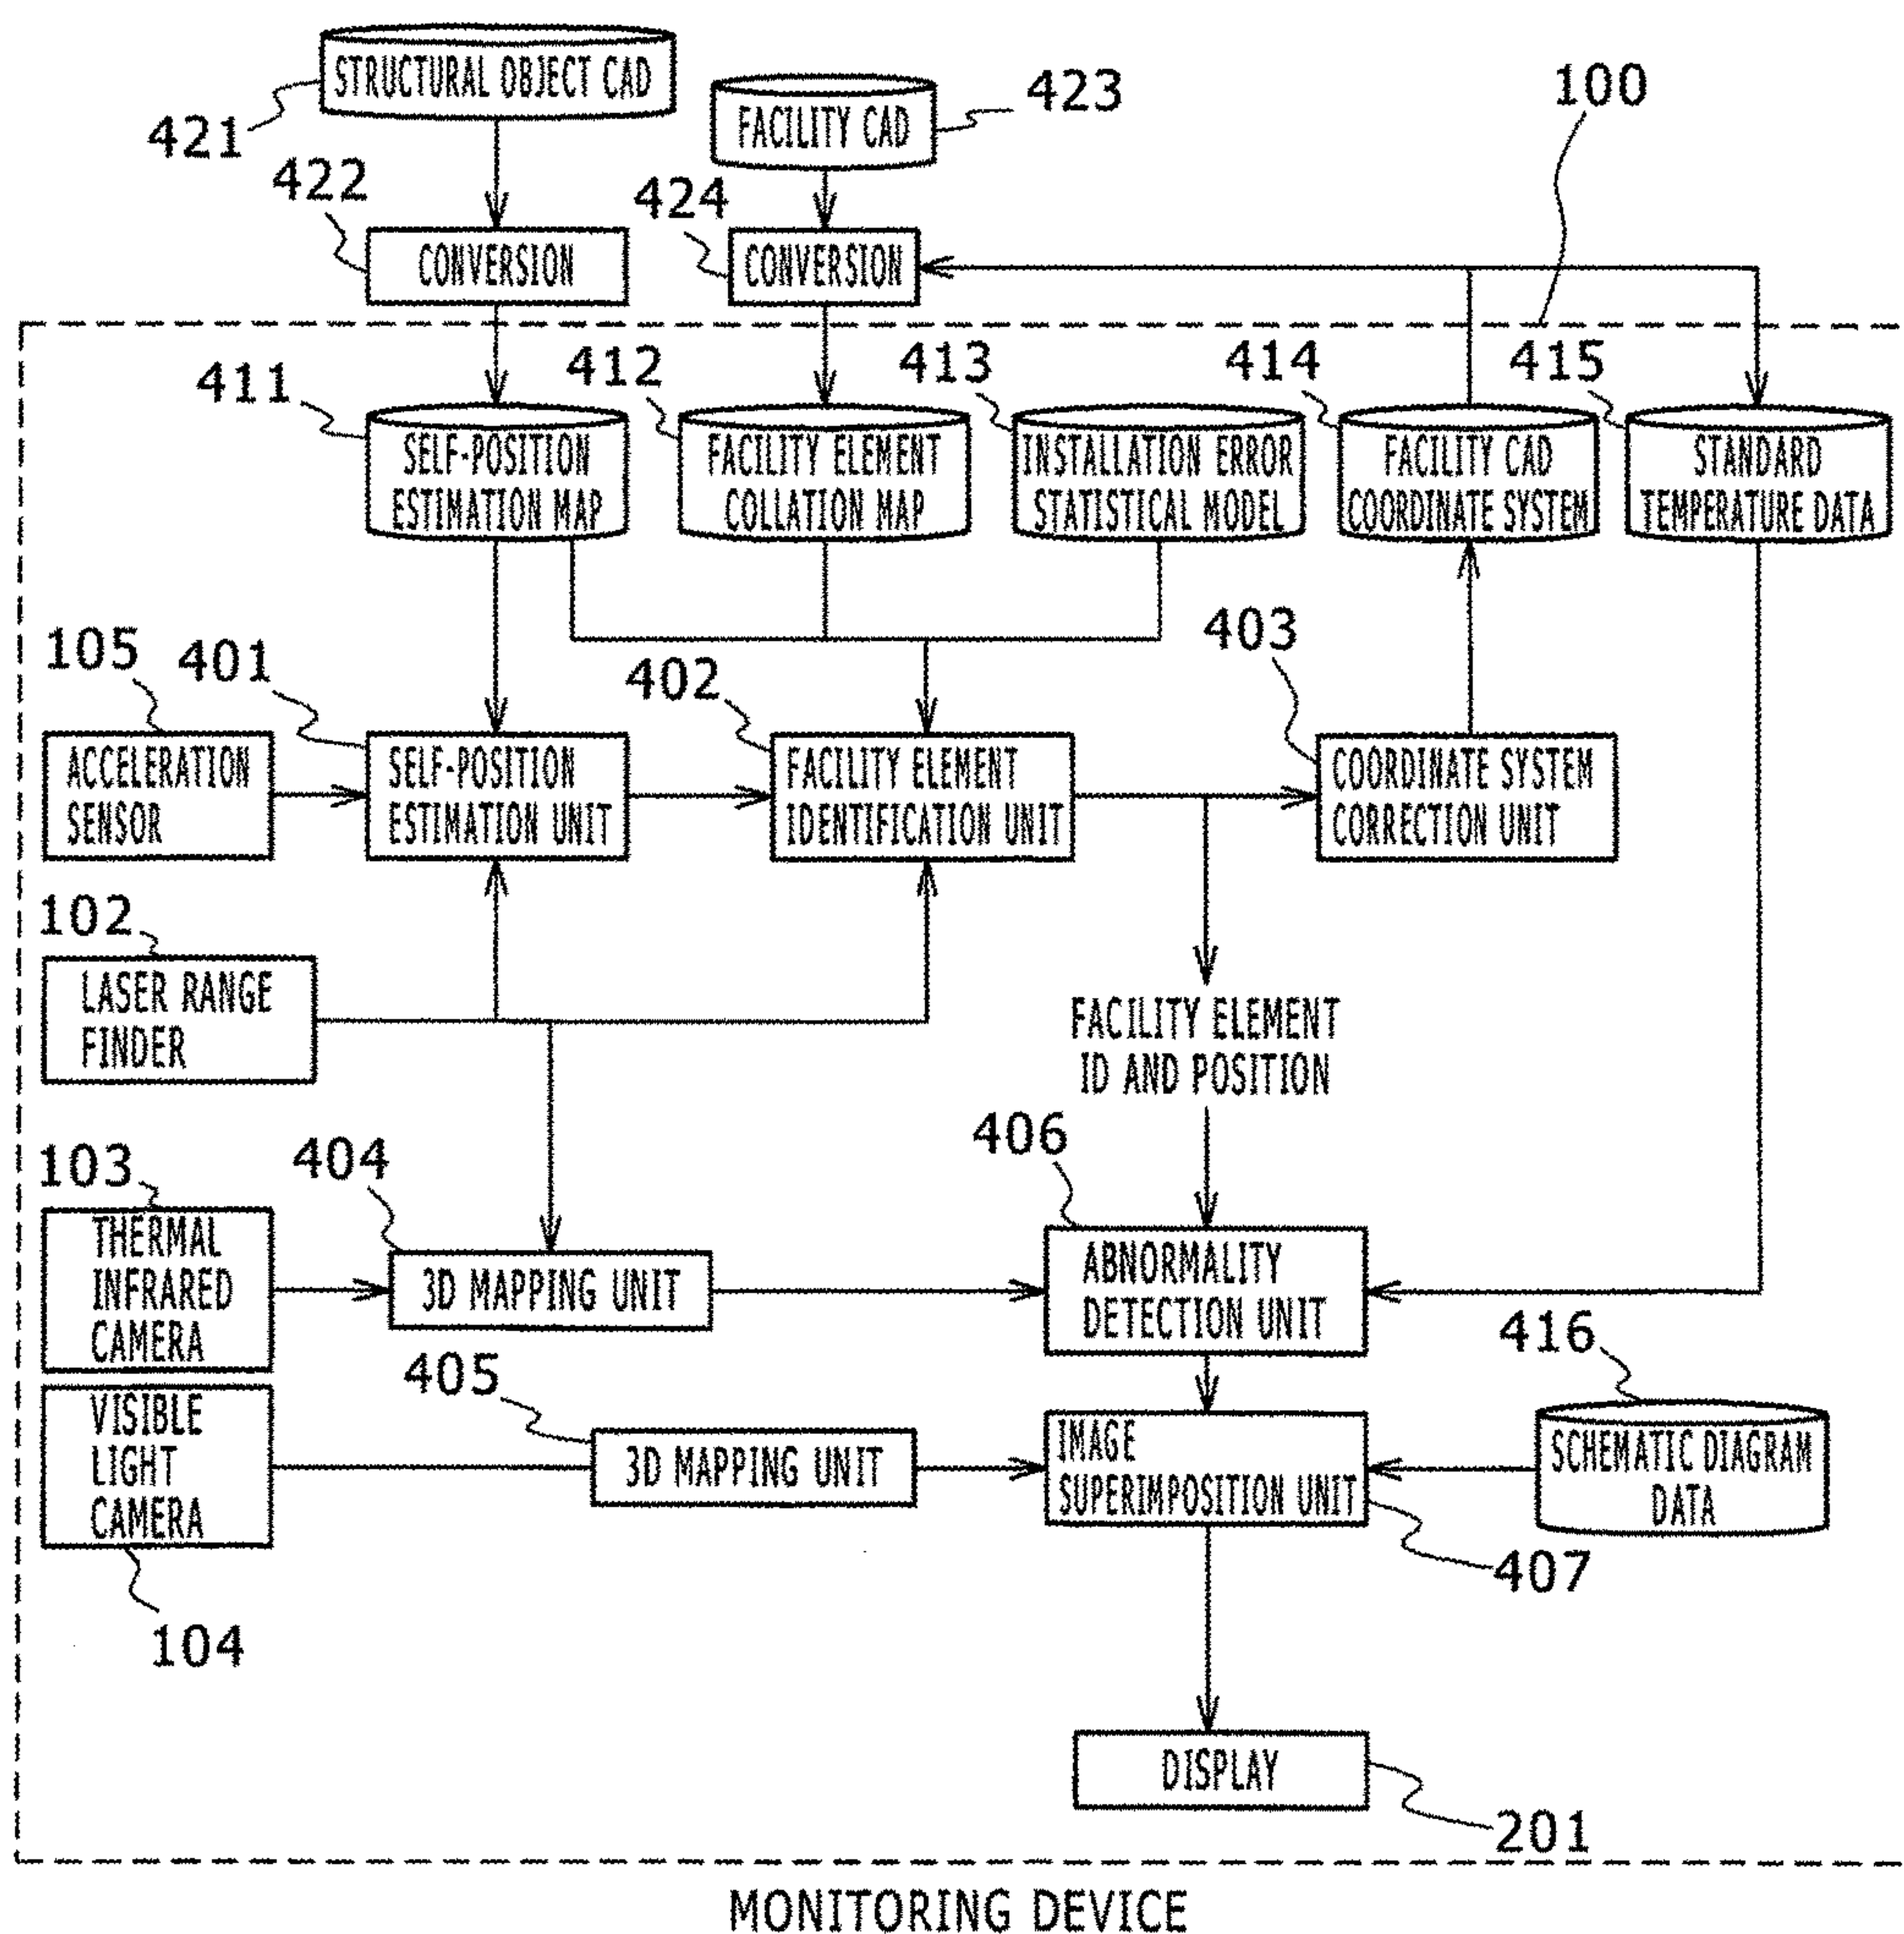 STRUCTURAL OBJECT CAD
421
FACILITY CAD
423
100
422
CONVERSION
424
CONVERSION
411
SELF-POSITION
ESTIMATION MAP
412
FACILITY ELEMENT
COLLATION MAP
413
INSTALLATION ERROR
STATISTICAL MODEL
414
FACILITY CAD
COORDINATE SYSTEM
415
STANDARD
TEMPERATURE DATA
105
ACCELERATION
SENSOR
401
SELF-POSITION
ESTIMATION UNIT
402
FACILITY ELEMENT
IDENTIFICATION UNIT
403
COORDINATE SYSTEM
CORRECTION UNIT
102
LASER RANGE
FINDER
FACILITY ELEMENT
ID AND POSITION
103
THERMAL
INFRARED
CAMERA
404
3D MAPPING UNIT
406
ABNORMALITY
DETECTION UNIT
VISIBLE
LIGHT
CAMERA
104
405
3D MAPPING UNIT
IMAGE
SUPERIMPOSITION UNIT
407
416
SCHEMATIC DIAGRAM
DATA
DISPLAY
201
MONITORING DEVICE